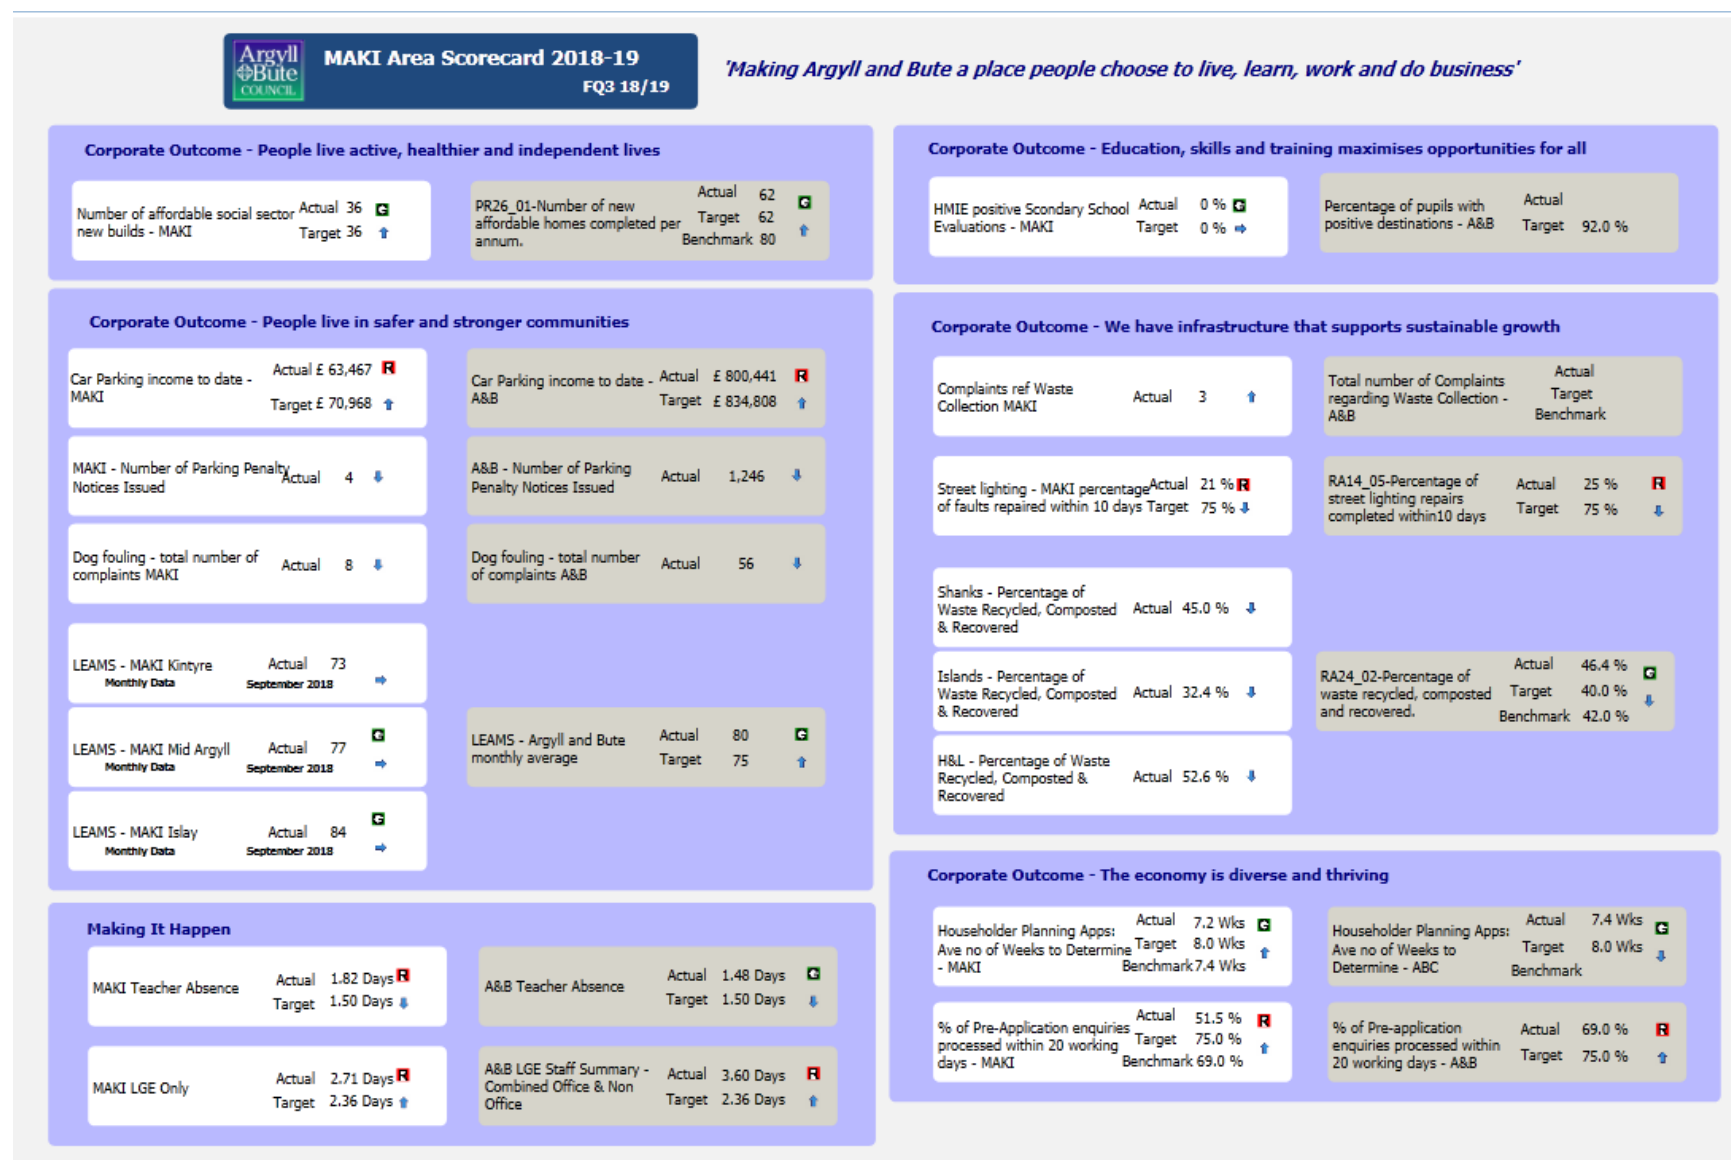 Argyll
Bute
COUNCIL
MAKI Area Scorecard 2018-19
FQ3 18/19
'Making Argyll and Bute a place people choose to live, learn, work and do business'
Corporate Outcome - People live active, healthier and independent lives
Number of affordable social sector
new builds - MAKI
Actual 36 G
Target 36
PR26_01-Number of new
affordable homes completed per
annum.
Actual 62 G
Target 62
Benchmark 80
Corporate Outcome - Education, skills and training maximises opportunities for all
HMIE positive Scondary School
Evaluations - MAKI
Actual 0 % G
Target 0 %
Percentage of pupils with
positive destinations - A&B
Actual
Target 92.0 %
Corporate Outcome - People live in safer and stronger communities
Car Parking income to date -
MAKI
Actual £ 63,467 R
Target £ 70,968
Car Parking income to date -
A&B
Actual £ 800,441 R
Target £ 834,808
MAKI - Number of Parking Penalty
Notices Issued
Actual 4
A&B - Number of Parking
Penalty Notices Issued
Actual 1,246
Dog fouling - total number of
complaints MAKI
Actual 8
Dog fouling - total number
of complaints A&B
Actual 56
LEAMS - MAKI Kintyre
Monthly Data
Actual 73
September 2018
LEAMS - MAKI Mid Argyll
Monthly Data
Actual 77 G
September 2018
LEAMS - Argyll and Bute
monthly average
Actual 80 G
Target 75
LEAMS - MAKI Islay
Monthly Data
Actual 84 G
September 2018
Corporate Outcome - We have infrastructure that supports sustainable growth
Complaints ref Waste
Collection MAKI
Actual 3
Total number of Complaints
regarding Waste Collection -
A&B
Actual
Target
Benchmark
Street lighting - MAKI percentage
of faults repaired within 10 days
Actual 21 % R
Target 75 %
RA14_05-Percentage of
street lighting repairs
completed within10 days
Actual 25 % R
Target 75 %
Shanks - Percentage of
Waste Recycled, Composted
& Recovered
Actual 45.0 %
Islands - Percentage of
Waste Recycled, Composted
& Recovered
Actual 32.4 %
RA24_02-Percentage of
waste recycled, composted
and recovered.
Actual 46.4 % G
Target 40.0 %
Benchmark 42.0 %
H&L - Percentage of Waste
Recycled, Composted &
Recovered
Actual 52.6 %
Making It Happen
MAKI Teacher Absence
Actual 1.82 Days R
Target 1.50 Days
A&B Teacher Absence
Actual 1.48 Days G
Target 1.50 Days
MAKI LGE Only
Actual 2.71 Days R
Target 2.36 Days
A&B LGE Staff Summary -
Combined Office & Non
Office
Actual 3.60 Days R
Target 2.36 Days
Corporate Outcome - The economy is diverse and thriving
Householder Planning Apps:
Ave no of Weeks to Determine
- MAKI
Actual 7.2 Wks G
Target 8.0 Wks
Benchmark 7.4 Wks
Householder Planning Apps:
Ave no of Weeks to
Determine - ABC
Actual 7.4 Wks G
Target 8.0 Wks
Benchmark
% of Pre-Application enquiries
processed within 20 working
days - MAKI
Actual 51.5 % R
Target 75.0 %
Benchmark 69.0 %
% of Pre-application
enquiries processed within
20 working days - A&B
Actual 69.0 % R
Target 75.0 %